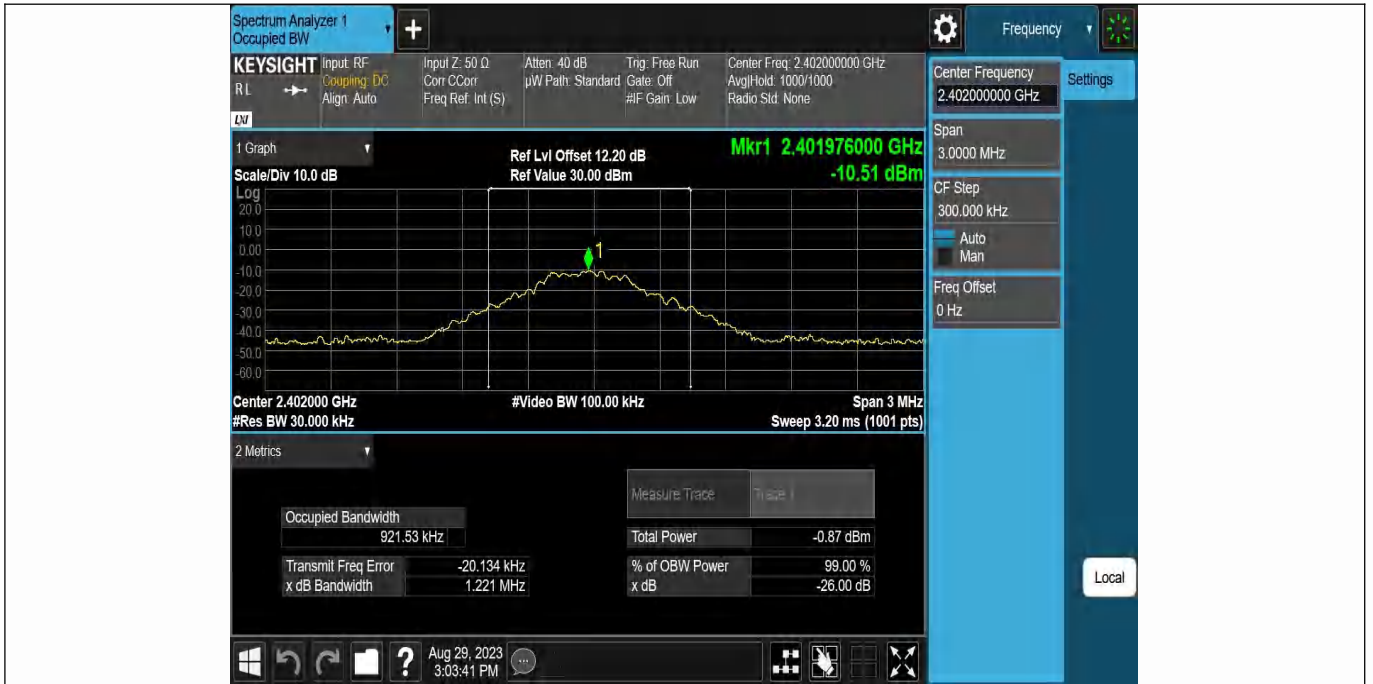 Spectrum Analyzer 1
Occupied BW
+
Frequency
KEYSIGHT
R L
LXI
Input: RF
Coupling: DC
Align: Auto
Input Z: 50 Ω
Corr CCorr
Freq Ref: Int (S)
Atten: 40 dB
µW Path: Standard
Trig: Free Run
Gate: Off
#IF Gain: Low
Center Freq: 2.402000000 GHz
Avg|Hold: 1000/1000
Radio Std: None
Center Frequency
2.402000000 GHz
Settings
Span
3.0000 MHz
CF Step
300.000 kHz
Auto
Man
Freq Offset
0 Hz
Local
1 Graph
Scale/Div 10.0 dB
Ref Lvl Offset 12.20 dB
Ref Value 30.00 dBm
Mkr1 2.401976000 GHz
-10.51 dBm
Log
20.0
10.0
0.00
-10.0
-20.0
-30.0
-40.0
-50.0
-60.0
1
Center 2.402000 GHz
#Video BW 100.00 kHz
Span 3 MHz
#Res BW 30.000 kHz
Sweep 3.20 ms (1001 pts)
2 Metrics
Measure Trace
Trace 1
Occupied Bandwidth
921.53 kHz
Total Power
-0.87 dBm
Transmit Freq Error
-20.134 kHz
% of OBW Power
99.00 %
x dB Bandwidth
1.221 MHz
x dB
-26.00 dB
?
Aug 29, 2023
3:03:41 PM